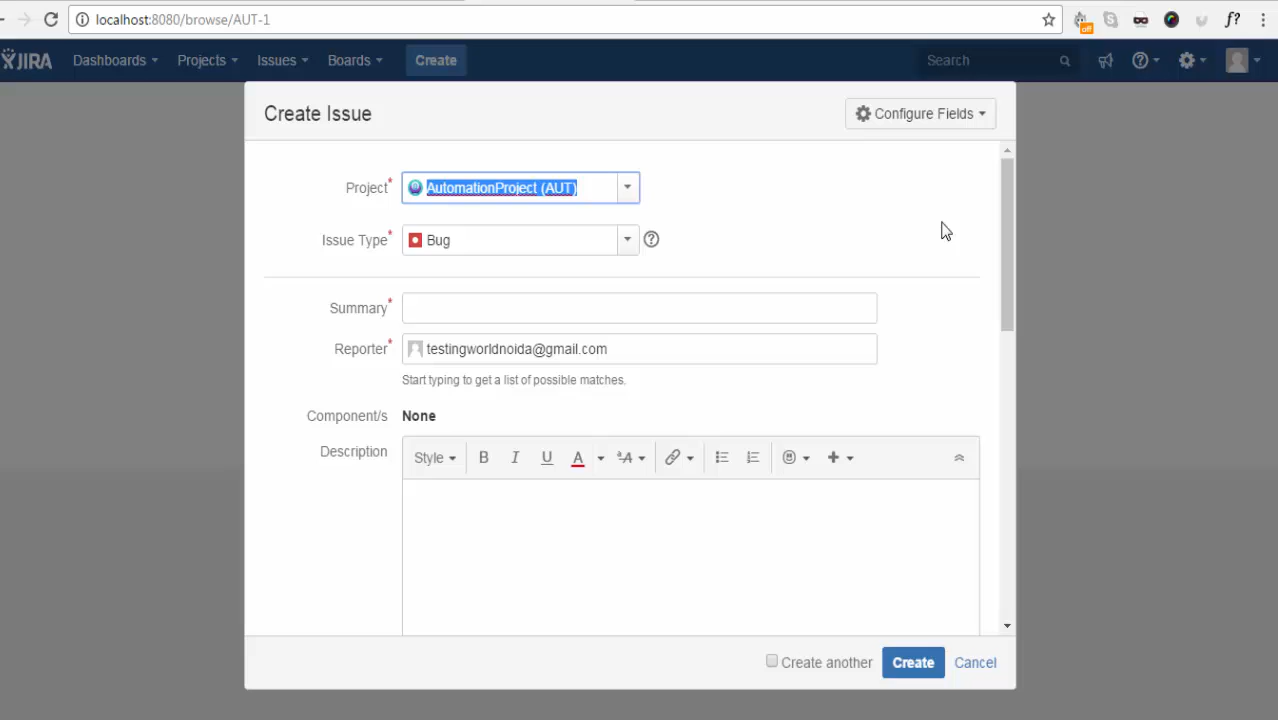 localhost:8080/browse/AUT-1
off
f?
JIRA Dashboards Projects Issues Boards Create Search
Create Issue
Configure Fields
Project* AutomationProject (AUT)
Issue Type* Bug
Summary*
Reporter* testingworldnoida@gmail.com
Start typing to get a list of possible matches.
Component/s None
Description
Style B I U A ªA
Create another Create Cancel